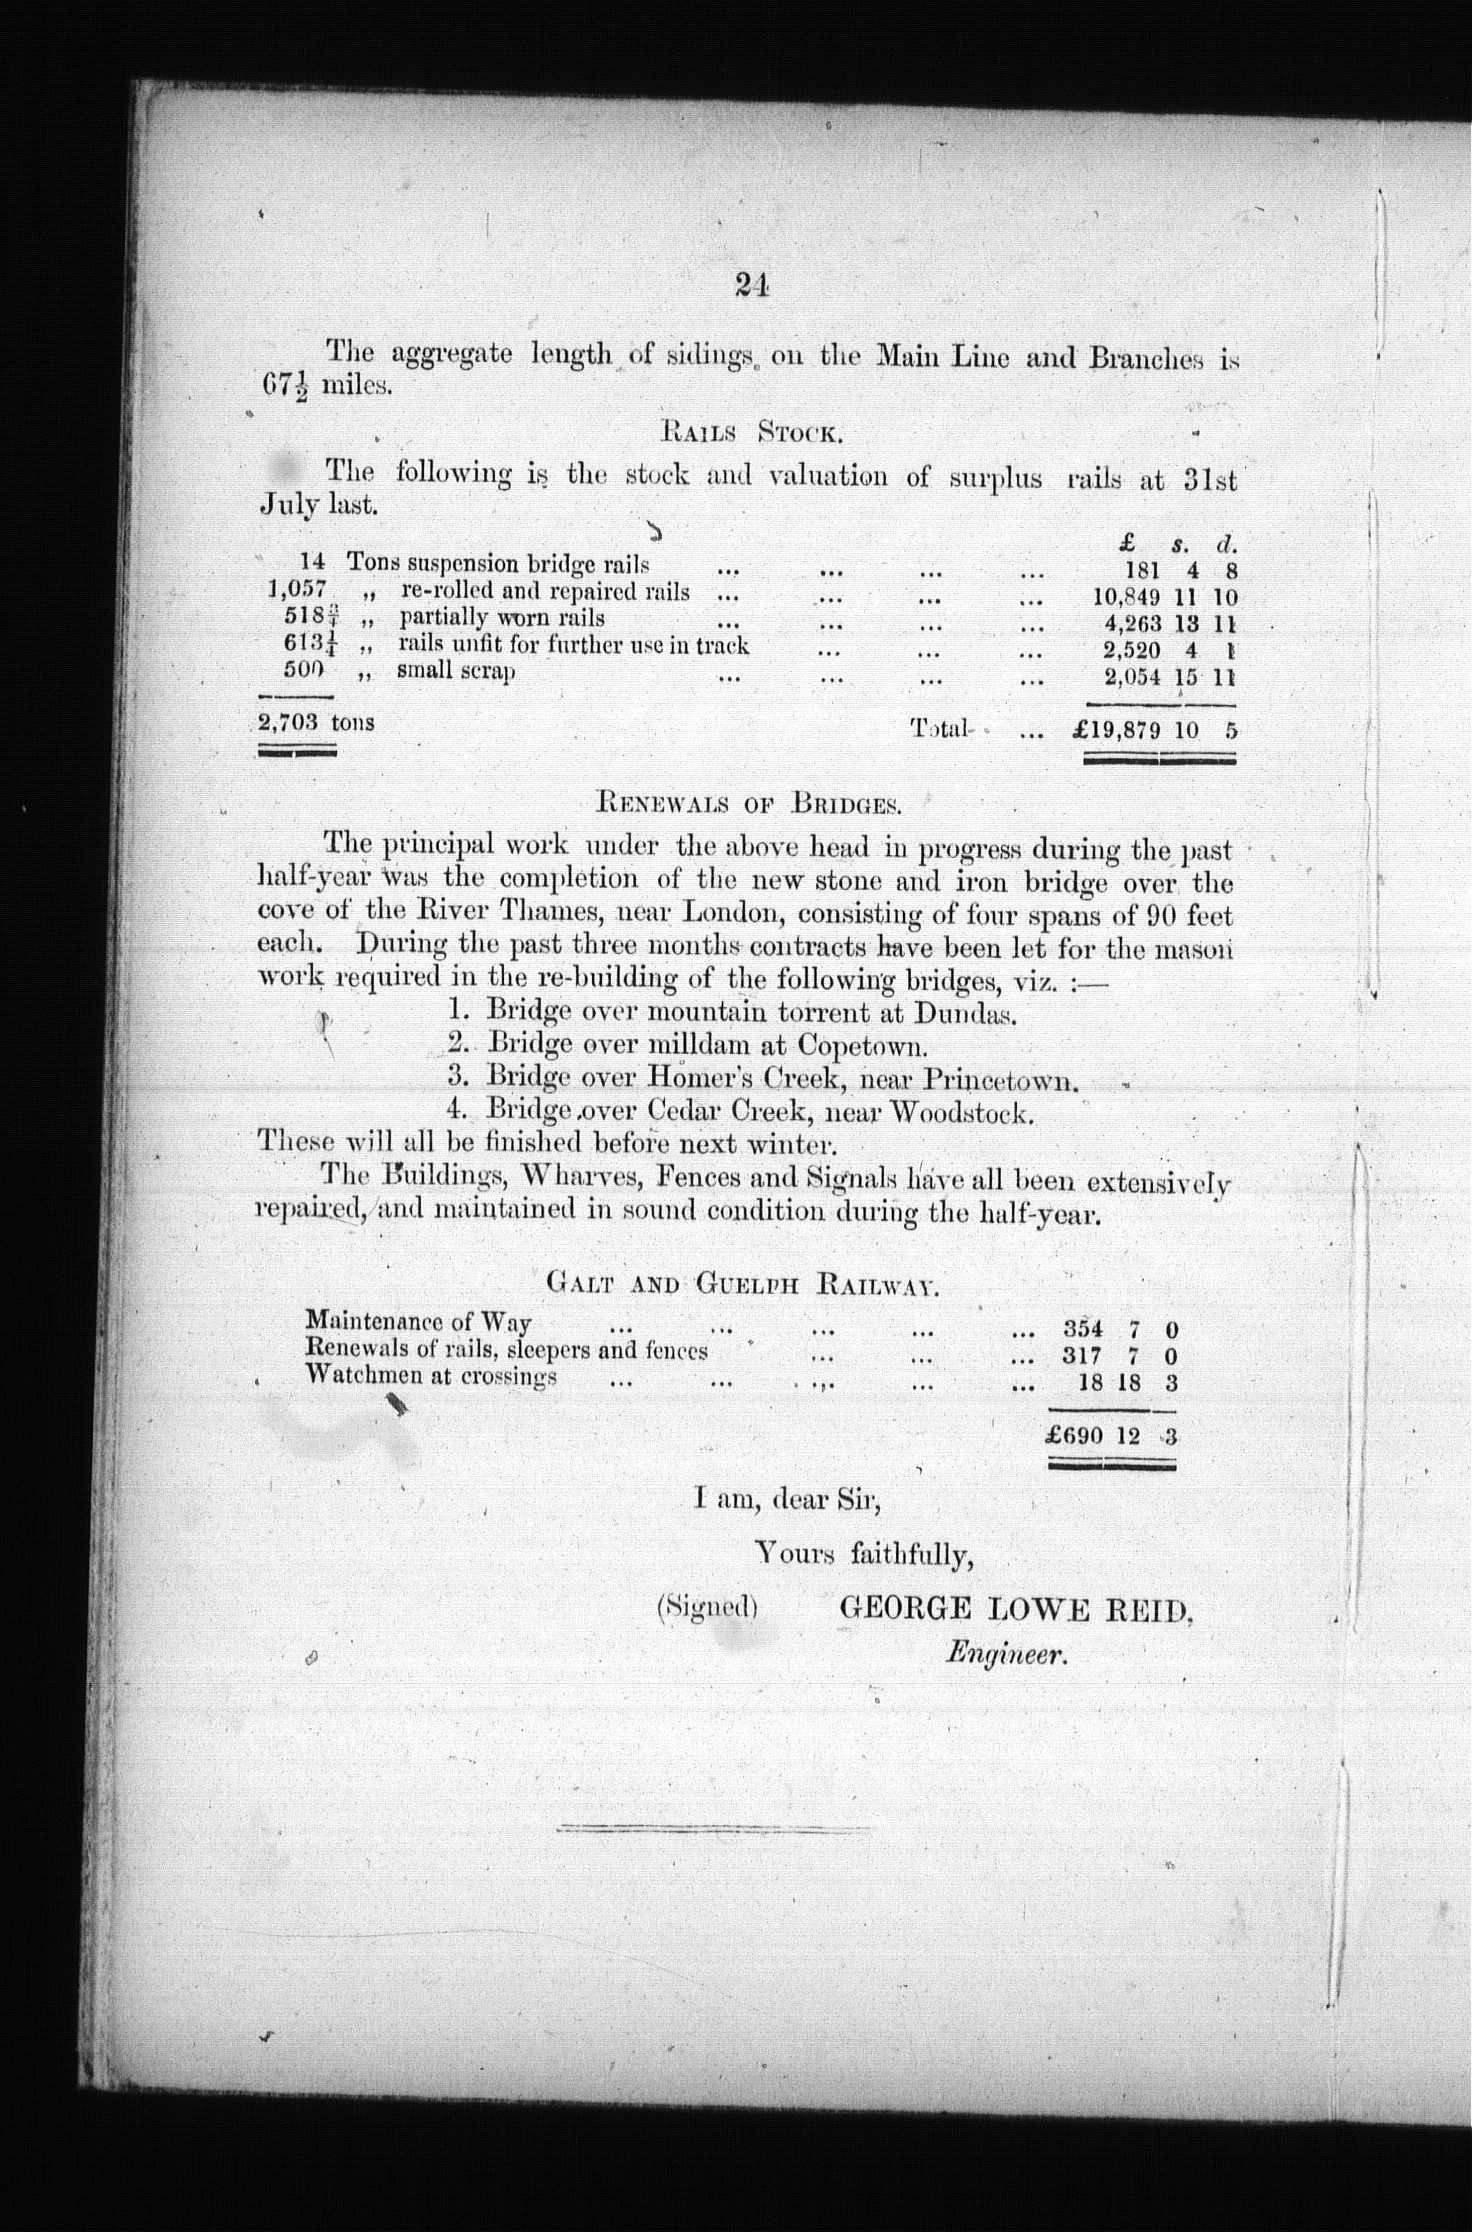 24
The aggregate length of sidings on the Main Line and Branches is
67½ miles.
RAILS STOCK.
The following is the stock and valuation of surplus rails at 31st
July last.
£ s. d.
14 Tons suspension bridge rails ... ... ... ... 181 4 8
1,057 ,, re-rolled and repaired rails ... ... ... ... 10,849 11 10
518¾ ,, partially worn rails ... ... ... ... 4,263 13 11
613¼ ,, rails unfit for further use in track ... ... ... 2,520 4 1
500 ,, small scrap ... ... ... ... 2,054 15 11
2,703 tons Total ... £19,879 10 5
RENEWALS OF BRIDGES.
The principal work under the above head in progress during the past
half-year was the completion of the new stone and iron bridge over the
cove of the River Thames, near London, consisting of four spans of 90 feet
each. During the past three months contracts have been let for the mason
work required in the re-building of the following bridges, viz. :—
1. Bridge over mountain torrent at Dundas.
2. Bridge over milldam at Copetown.
3. Bridge over Homer's Creek, near Princetown.
4. Bridge over Cedar Creek, near Woodstock.
These will all be finished before next winter.
The Buildings, Wharves, Fences and Signals have all been extensively
repaired, and maintained in sound condition during the half-year.
GALT AND GUELPH RAILWAY.
Maintenance of Way ... ... ... ... ... 354 7 0
Renewals of rails, sleepers and fences ... ... ... 317 7 0
Watchmen at crossings ... ... ... ... ... 18 18 3
£690 12 3
I am, dear Sir,
Yours faithfully,
(Signed) GEORGE LOWE REID,
Engineer.